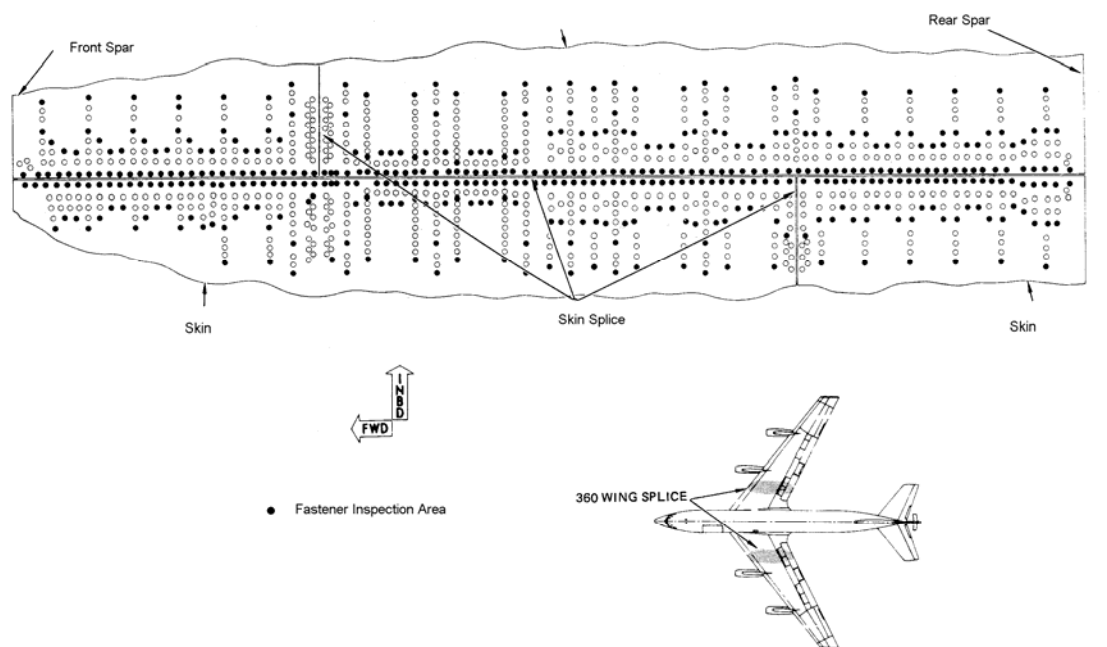 Rear Spar
Front Spar
Skin
Skin Splice
Skin
INBD
FWD
360 WING SPLICE
Fastener Inspection Area